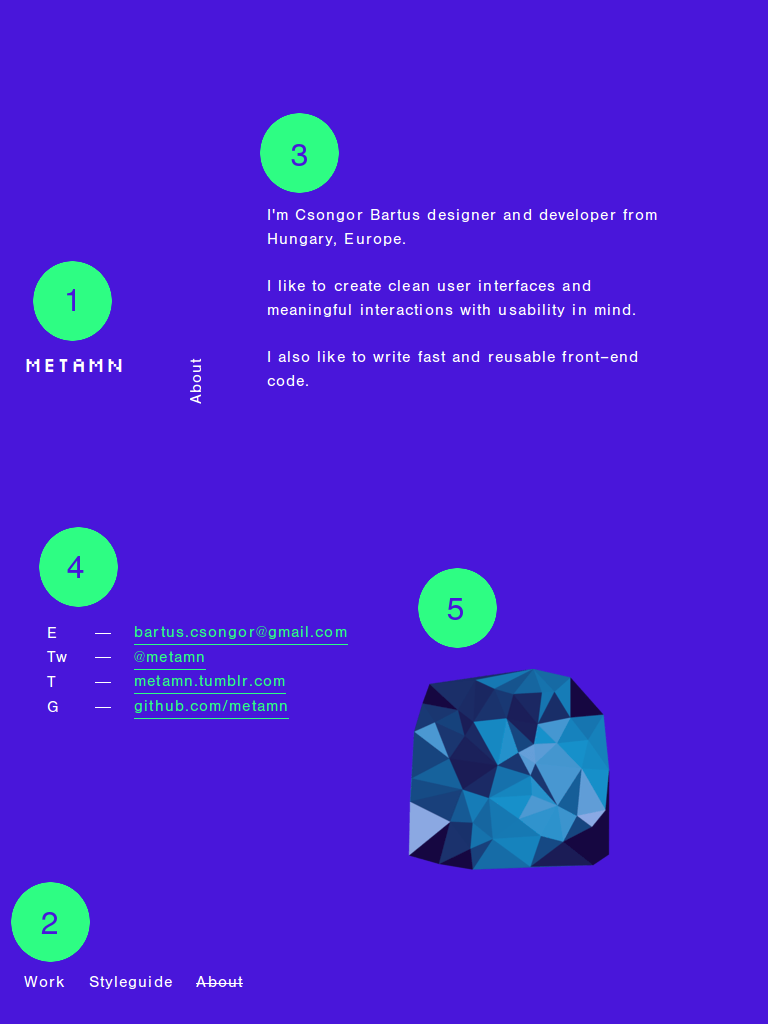 3
I'm Csongor Bartus designer and developer from
Hungary, Europe.
I like to create clean user interfaces and
meaningful interactions with usability in mind.
I also like to write fast and reusable front–end
code.
1
METAMN
About
4
E — bartus.csongor@gmail.com
Tw — @metamn
T — metamn.tumblr.com
G — github.com/metamn
5
2
Work Styleguide About